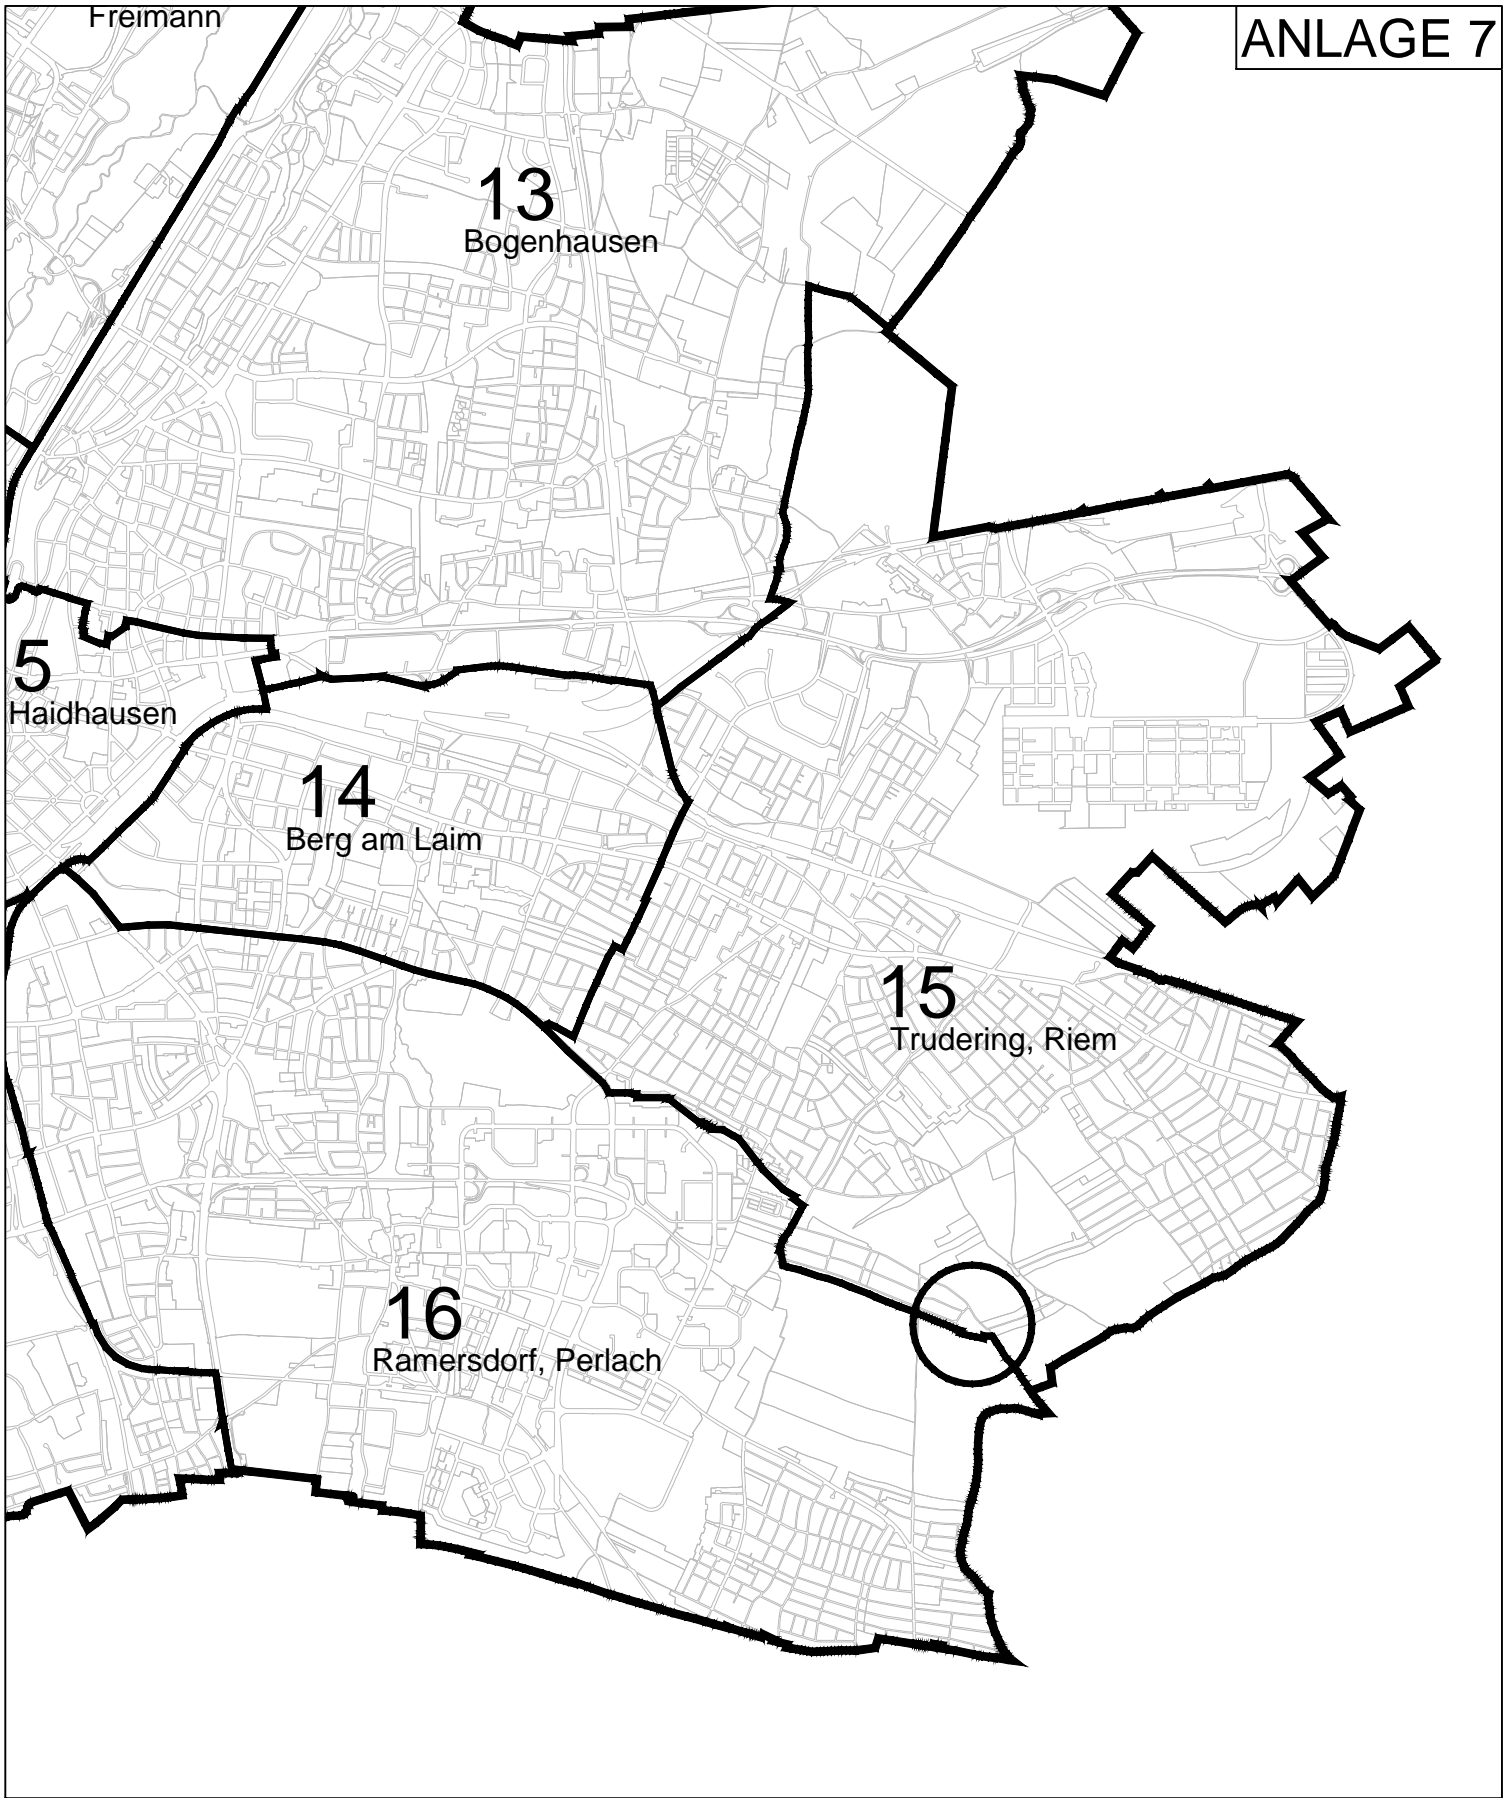 Freimann
ANLAGE 7
13
Bogenhausen
5
Haidhausen
14
Berg am Laim
15
Trudering, Riem
16
Ramersdorf, Perlach